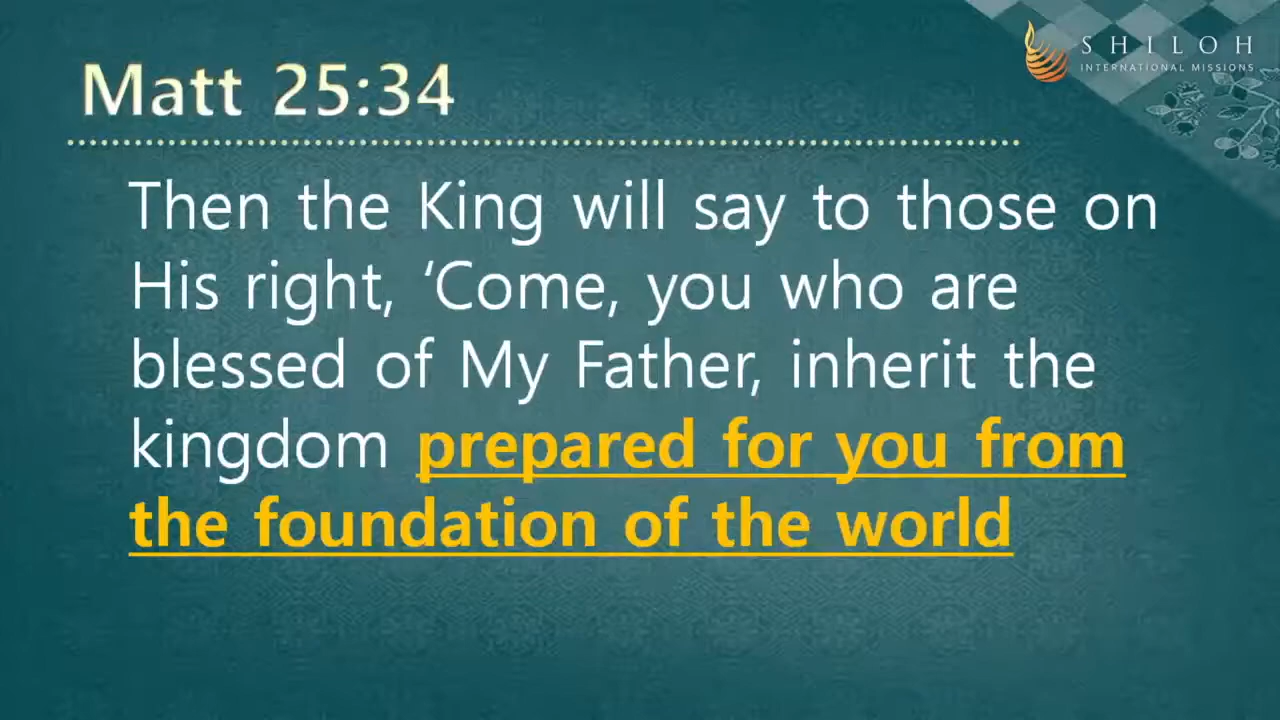 SHILOH
INTERNATIONAL MISSIONS
Matt 25:34
Then the King will say to those on
His right, ‘Come, you who are
blessed of My Father, inherit the
kingdom prepared for you from
the foundation of the world